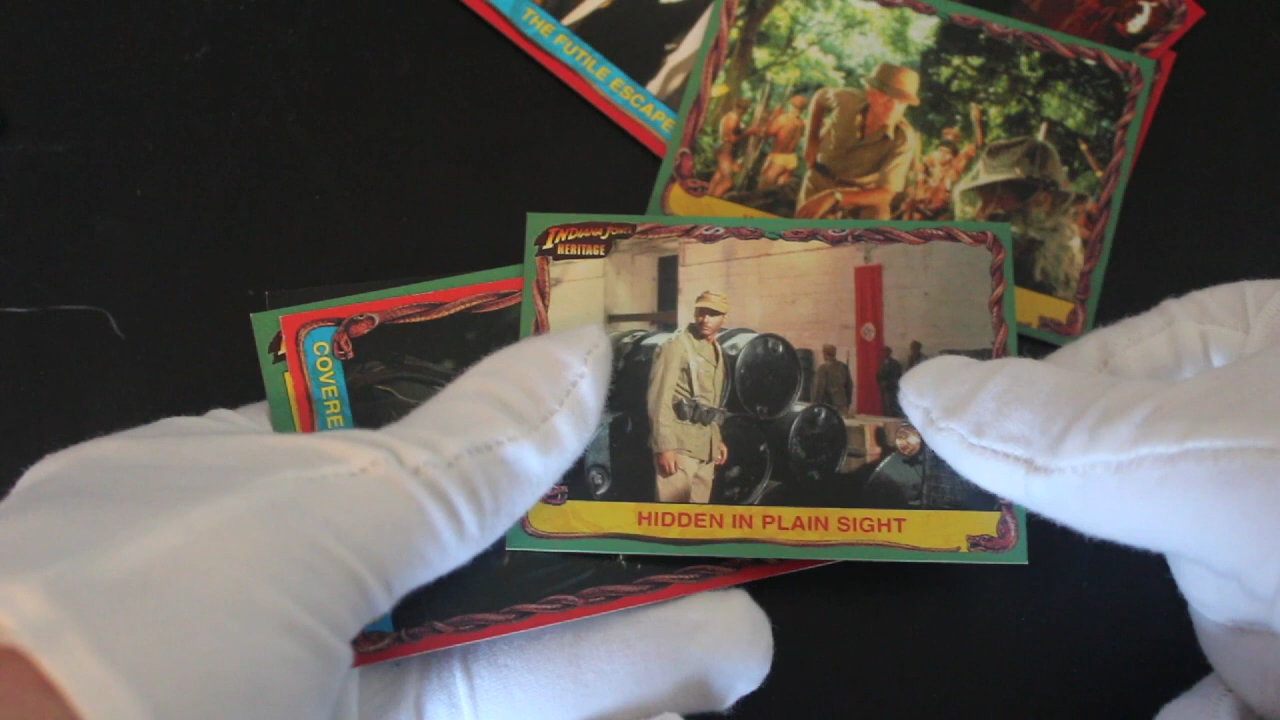 THE FUTILE ESCAPE
INDIANA JONES
HERITAGE
COVERE
HIDDEN IN PLAIN SIGHT